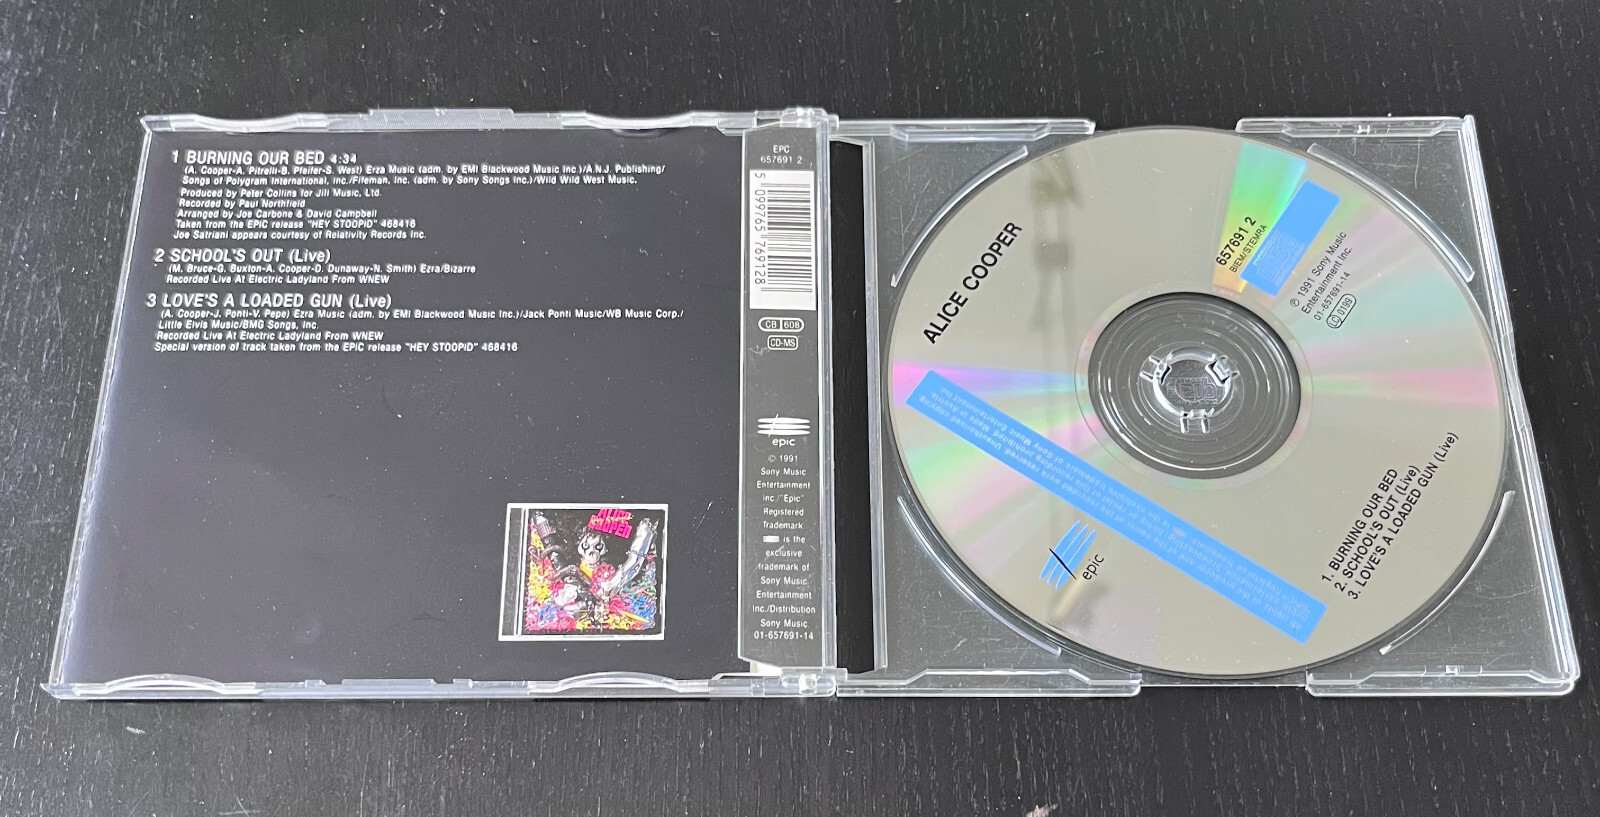 1 BURNING OUR BED 4:34
(A. Cooper-A. Pitrelli-B. Pfeifer-S. West) Ezra Music (adm. by EMI Blackwood Music Inc.)/A.N.J. Publishing/
Songs of Polygram International, Inc./Fifeman, Inc. (adm. by Sony Songs Inc.)/Wild Wild West Music.
Produced by Peter Collins for Jill Music, Ltd.
Recorded by Paul Northfield
Arranged by Joe Carbone & David Campbell
Taken from the EPIC release "HEY STOOPID" 468416
Joe Satriani appears courtesy of Relativity Records Inc.
2 SCHOOL'S OUT (Live)
(M. Bruce-G. Buxton-A. Cooper-D. Dunaway-N. Smith) Ezra/Bizarre
Recorded Live At Electric Ladyland From WNEW
3 LOVE'S A LOADED GUN (Live)
(A. Cooper-J. Ponti-V. Pepe) Ezra Music (adm. by EMI Blackwood Music Inc.)/Jack Ponti Music/WB Music Corp./
Little Elvis Music/BMG Songs, Inc.
Recorded Live At Electric Ladyland From WNEW
Special version of track taken from the EPIC release "HEY STOOPID" 468416
ALICE
COOPER
EPC
657691 2
5 099765 769128
CB 608
CD-MS
epic
© 1991
Sony Music
Entertainment
Inc./"Epic"
Registered
Trademark
is the
exclusive
trademark of
Sony Music
Entertainment
Inc./Distribution
Sony Music
01-657691-14
ALICE COOPER
657691 2
BIEM/STEMRA
℗ 1991 Sony Music
Entertainment Inc.
01-657691-14
LC 0199
epic
1. BURNING OUR BED
2. SCHOOL'S OUT (Live)
3. LOVE'S A LOADED GUN (Live)